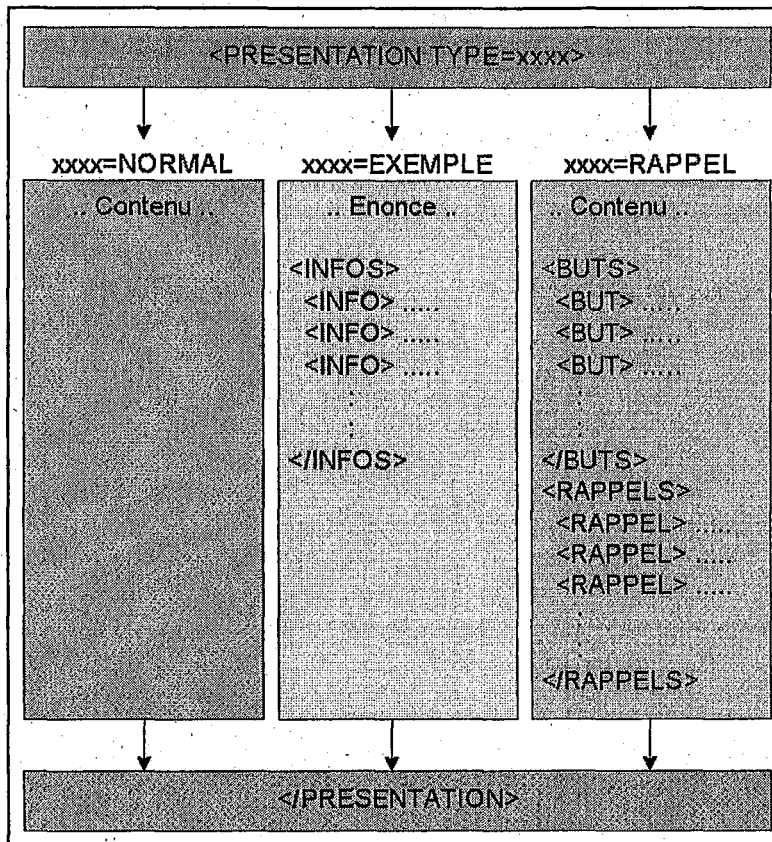 <PRESENTATION TYPE=xxxx>
xxxx=NORMAL
.. Contenu ..
xxxx=EXEMPLE
.. Enonce ..
<INFOS>
<INFO> .....
<INFO> .....
<INFO> .....
</INFOS>
xxxx=RAPPEL
.. Contenu ..
<BUTS>
<BUT> .....
<BUT> .....
<BUT> .....
</BUTS>
<RAPPELS>
<RAPPEL> .....
<RAPPEL> .....
<RAPPEL> .....
</RAPPELS>
</PRESENTATION>